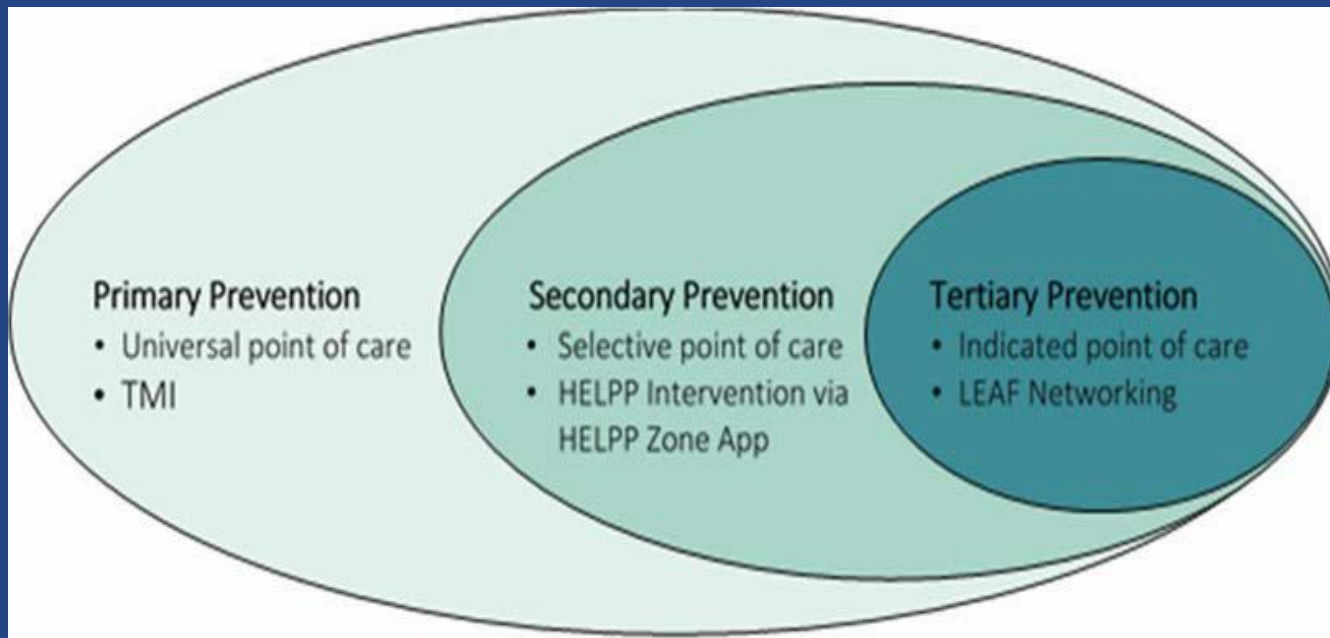 Primary Prevention
• Universal point of care
• TMI
Secondary Prevention
• Selective point of care
• HELPP Intervention via
HELPP Zone App
Tertiary Prevention
• Indicated point of care
• LEAF Networking